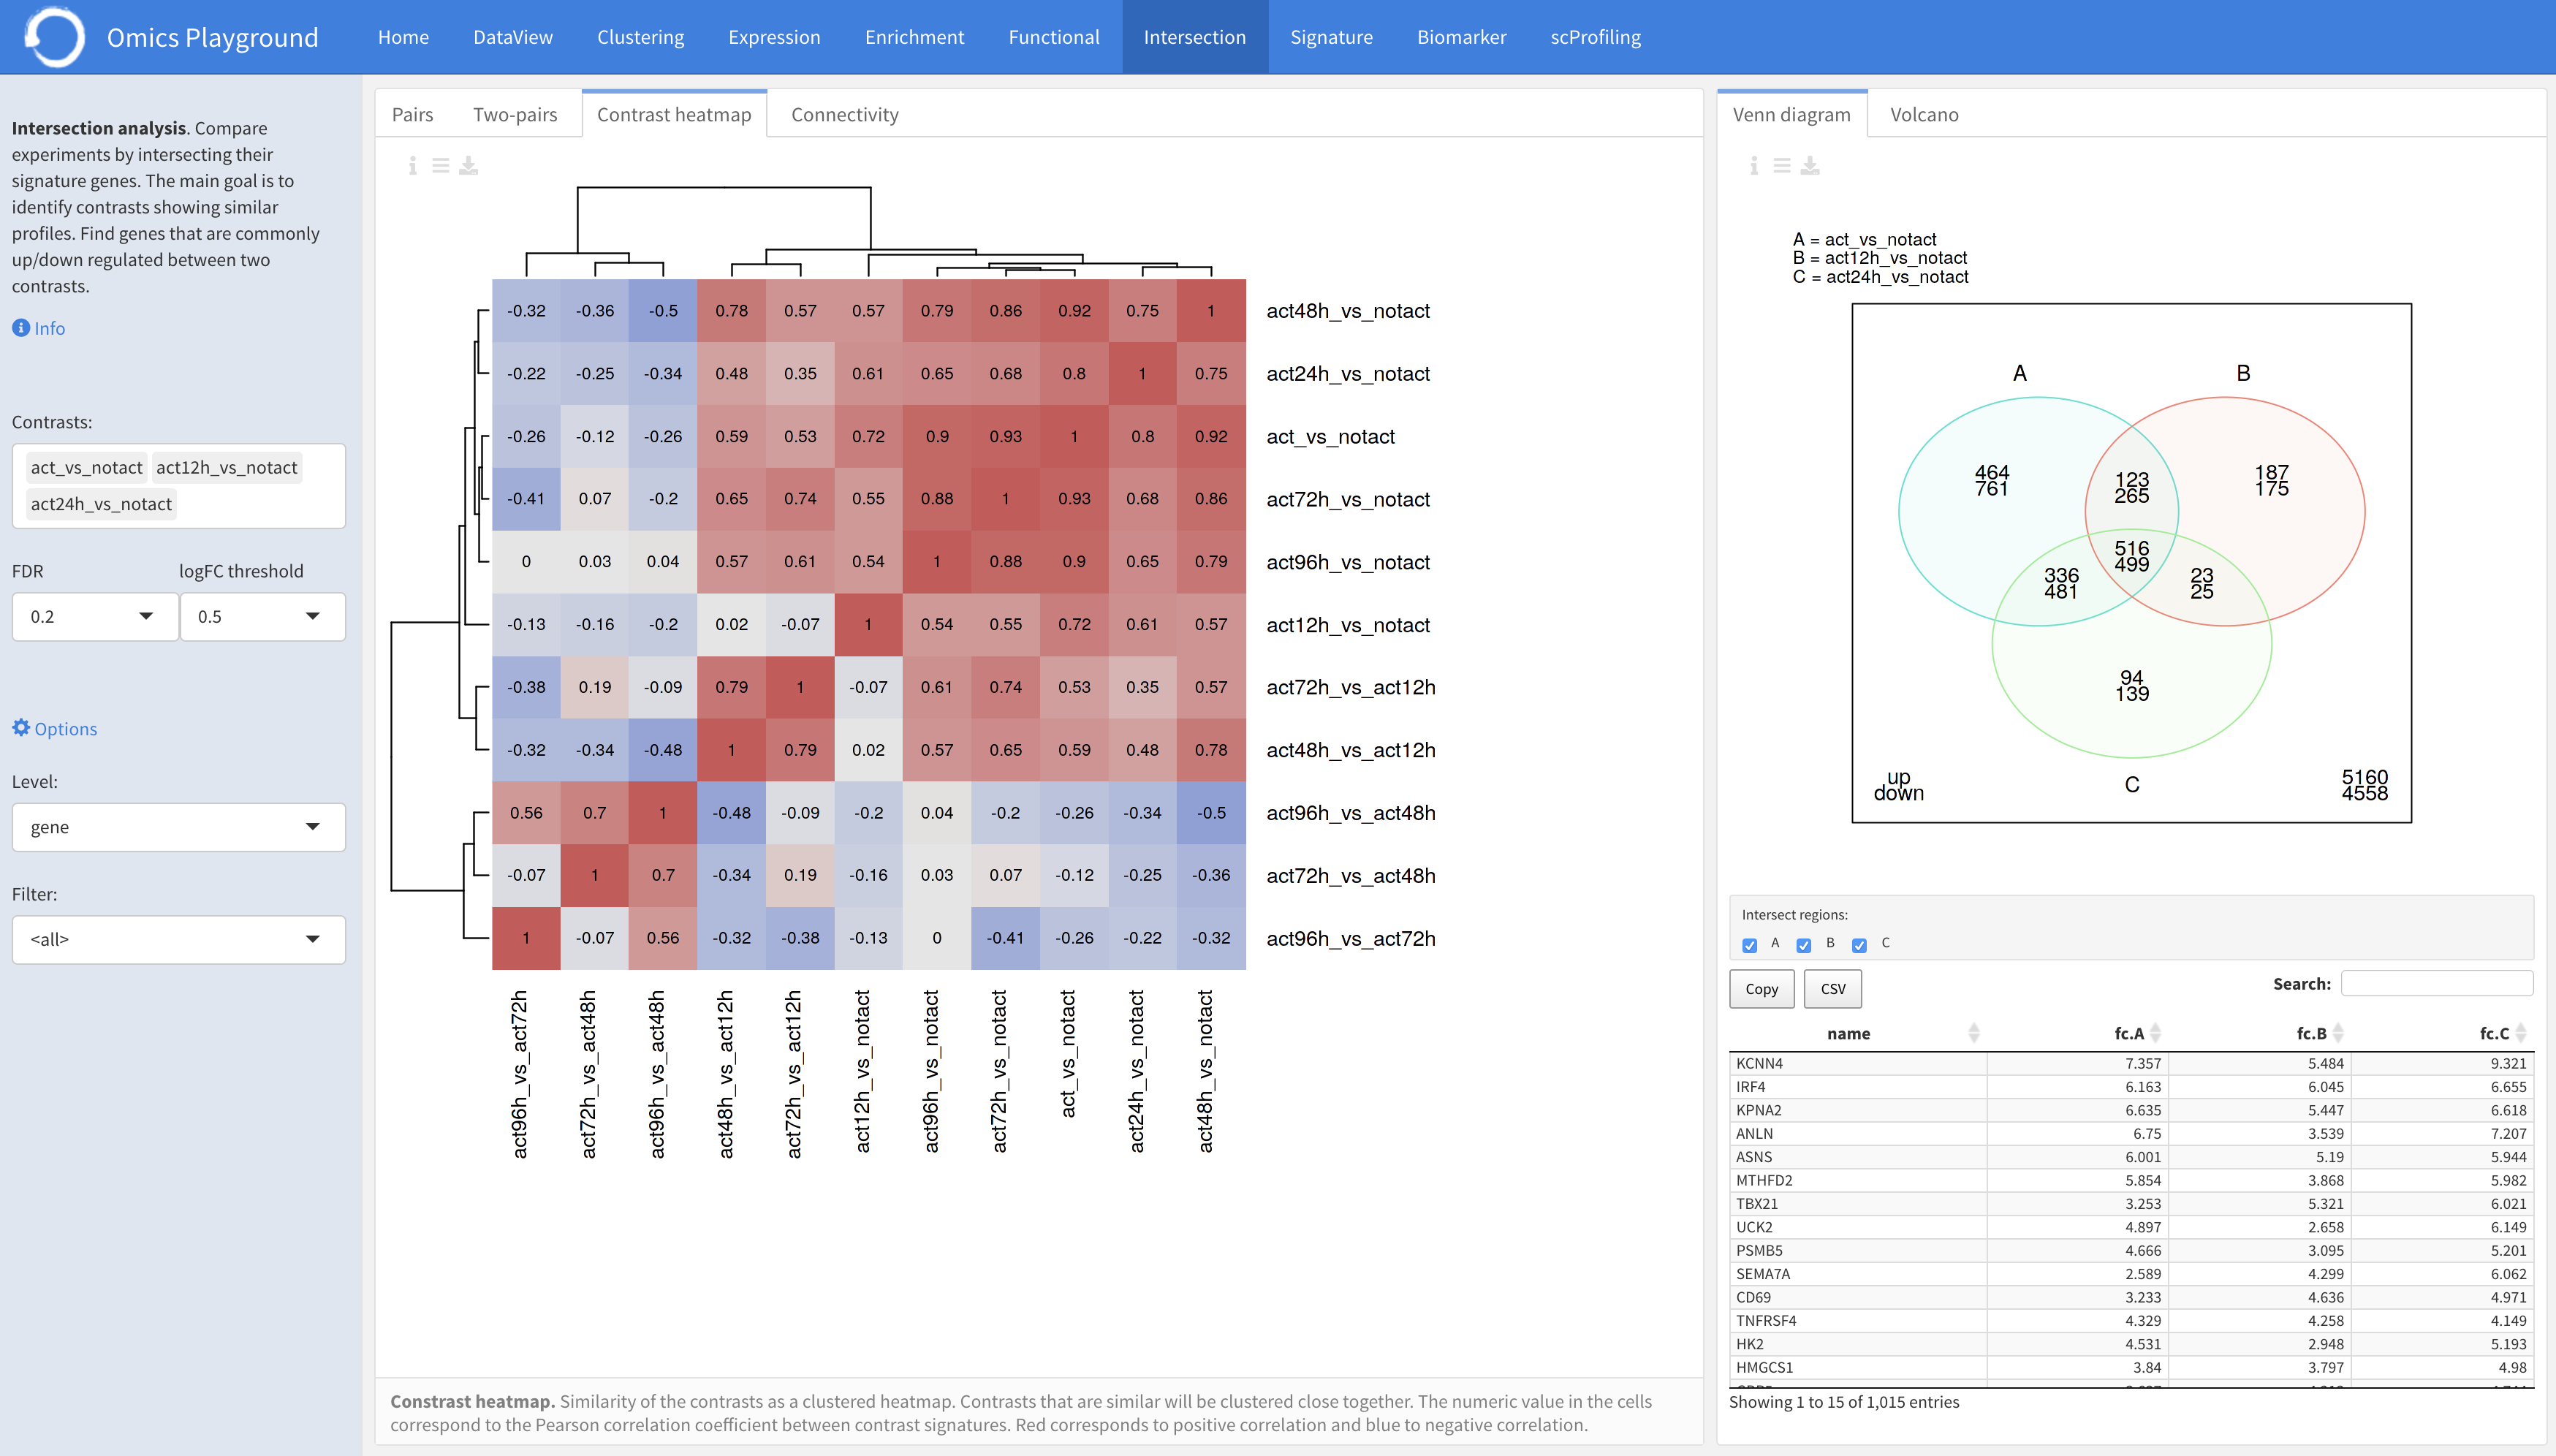 Omics Playground
Home DataView Clustering Expression Enrichment Functional Intersection Signature Biomarker scProfiling
Intersection analysis. Compare
experiments by intersecting their
signature genes. The main goal is to
identify contrasts showing similar
profiles. Find genes that are commonly
up/down regulated between two
contrasts.
Info
Contrasts:
act_vs_notact act12h_vs_notact
act24h_vs_notact
FDR logFC threshold
0.2 0.5
Options
Level:
gene
Filter:
<all>
Pairs Two-pairs Contrast heatmap Connectivity
-0.32 -0.36 -0.5 0.78 0.57 0.57 0.79 0.86 0.92 0.75 1 act48h_vs_notact
-0.22 -0.25 -0.34 0.48 0.35 0.61 0.65 0.68 0.8 1 0.75 act24h_vs_notact
-0.26 -0.12 -0.26 0.59 0.53 0.72 0.9 0.93 1 0.8 0.92 act_vs_notact
-0.41 0.07 -0.2 0.65 0.74 0.55 0.88 1 0.93 0.68 0.86 act72h_vs_notact
0 0.03 0.04 0.57 0.61 0.54 1 0.88 0.9 0.65 0.79 act96h_vs_notact
-0.13 -0.16 -0.2 0.02 -0.07 1 0.54 0.55 0.72 0.61 0.57 act12h_vs_notact
-0.38 0.19 -0.09 0.79 1 -0.07 0.61 0.74 0.53 0.35 0.57 act72h_vs_act12h
-0.32 -0.34 -0.48 1 0.79 0.02 0.57 0.65 0.59 0.48 0.78 act48h_vs_act12h
0.56 0.7 1 -0.48 -0.09 -0.2 0.04 -0.2 -0.26 -0.34 -0.5 act96h_vs_act48h
-0.07 1 0.7 -0.34 0.19 -0.16 0.03 0.07 -0.12 -0.25 -0.36 act72h_vs_act48h
1 -0.07 0.56 -0.32 -0.38 -0.13 0 -0.41 -0.26 -0.22 -0.32 act96h_vs_act72h
act96h_vs_act72h
act72h_vs_act48h
act96h_vs_act48h
act48h_vs_act12h
act72h_vs_act12h
act12h_vs_notact
act96h_vs_notact
act72h_vs_notact
act_vs_notact
act24h_vs_notact
act48h_vs_notact
Constrast heatmap. Similarity of the contrasts as a clustered heatmap. Contrasts that are similar will be clustered close together. The numeric value in the cells
correspond to the Pearson correlation coefficient between contrast signatures. Red corresponds to positive correlation and blue to negative correlation.
Venn diagram Volcano
A = act_vs_notact
B = act12h_vs_notact
C = act24h_vs_notact
A B
464 123 187
761 265 175
516
499
336 23
481 25
94
139
up C 5160
down 4558
Intersect regions:
A B C
Copy CSV Search:
name fc.A fc.B fc.C
KCNN4 7.357 5.484 9.321
IRF4 6.163 6.045 6.655
KPNA2 6.635 5.447 6.618
ANLN 6.75 3.539 7.207
ASNS 6.001 5.19 5.944
MTHFD2 5.854 3.868 5.982
TBX21 3.253 5.321 6.021
UCK2 4.897 2.658 6.149
PSMB5 4.666 3.095 5.201
SEMA7A 2.589 4.299 6.062
CD69 3.233 4.636 4.971
TNFRSF4 4.329 4.258 4.149
HK2 4.531 2.948 5.193
HMGCS1 3.84 3.797 4.98
Showing 1 to 15 of 1,015 entries